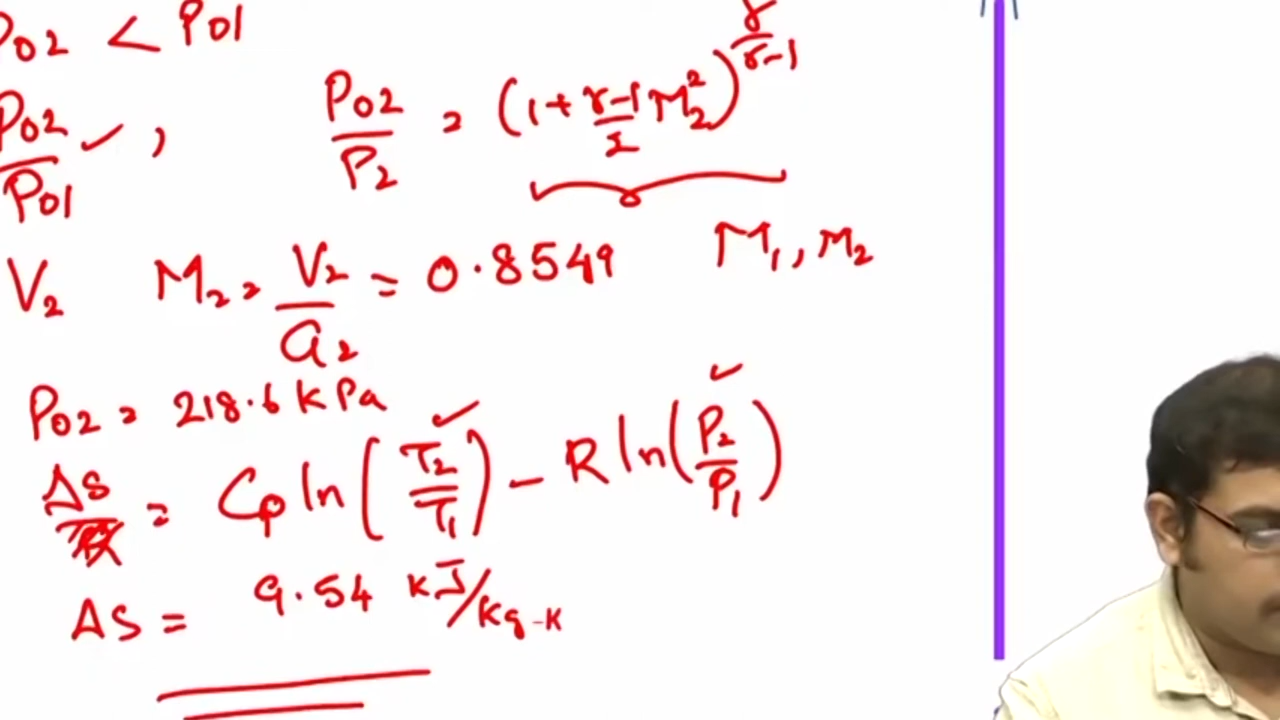 P02 < P01
P02/P01 ✓, P02/P2 = (1+γ-1/2 M2²)^γ/γ-1
M1, M2
V2 M2 = V2/a2 = 0.8549
P02 = 218.6 kPa
ΔS = Cp ln(T2/T1) ✓ - R ln(P2/P1) ✓
ΔS = 9.54 kJ/kg-K